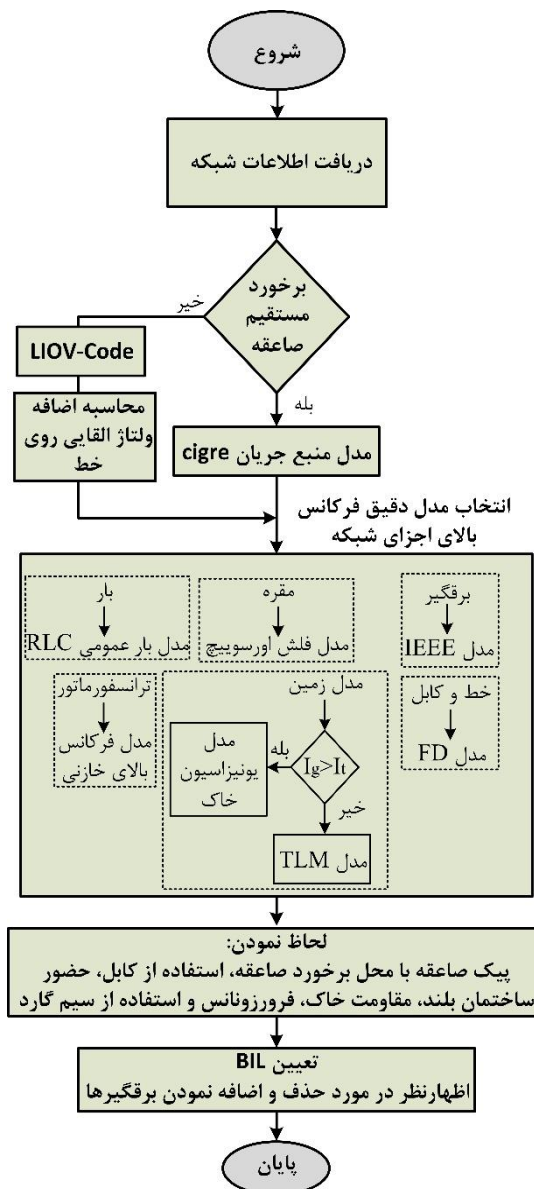 شروع
دریافت اطلاعات شبکه
برخورد
مستقیم
صاعقه
خیر
LIOV-Code
محاسبه اضافه
ولتاژ القایی روی
خط
بله
مدل منبع جریان cigre
انتخاب مدل دقیق فرکانس
بالای اجزای شبکه
برقگیر
مدل IEEE
مقره
مدل فلش اورسوییچ
بار
مدل بار عمومی RLC
خط و کابل
مدل FD
مدل زمین
Ig>It
بله
مدل
یونیزاسیون
خاک
خیر
مدل TLM
ترانسفورماتور
مدل فرکانس
بالای خازنی
لحاظ نمودن:
پیک صاعقه با محل برخورد صاعقه، استفاده از کابل، حضور
ساختمان بلند، مقاومت خاک، فرورزونانس و استفاده از سیم گارد
تعیین BIL
اظهارنظر در مورد حذف و اضافه نمودن برقگیرها
پایان